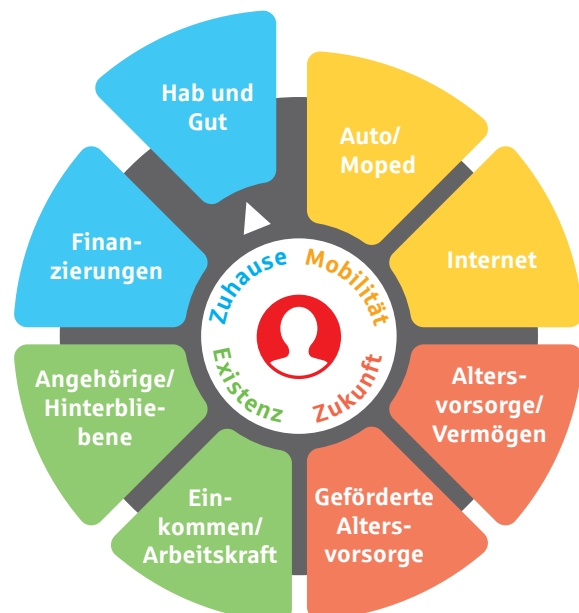 Hab und
Gut
Auto/
Moped
Internet
Alters-
vorsorge/
Vermögen
Geförderte
Alters-
vorsorge
Ein-
kommen/
Arbeitskraft
Angehörige/
Hinterblie-
bene
Finan-
zierungen
Zuhause
Mobilität
Zukunft
Existenz